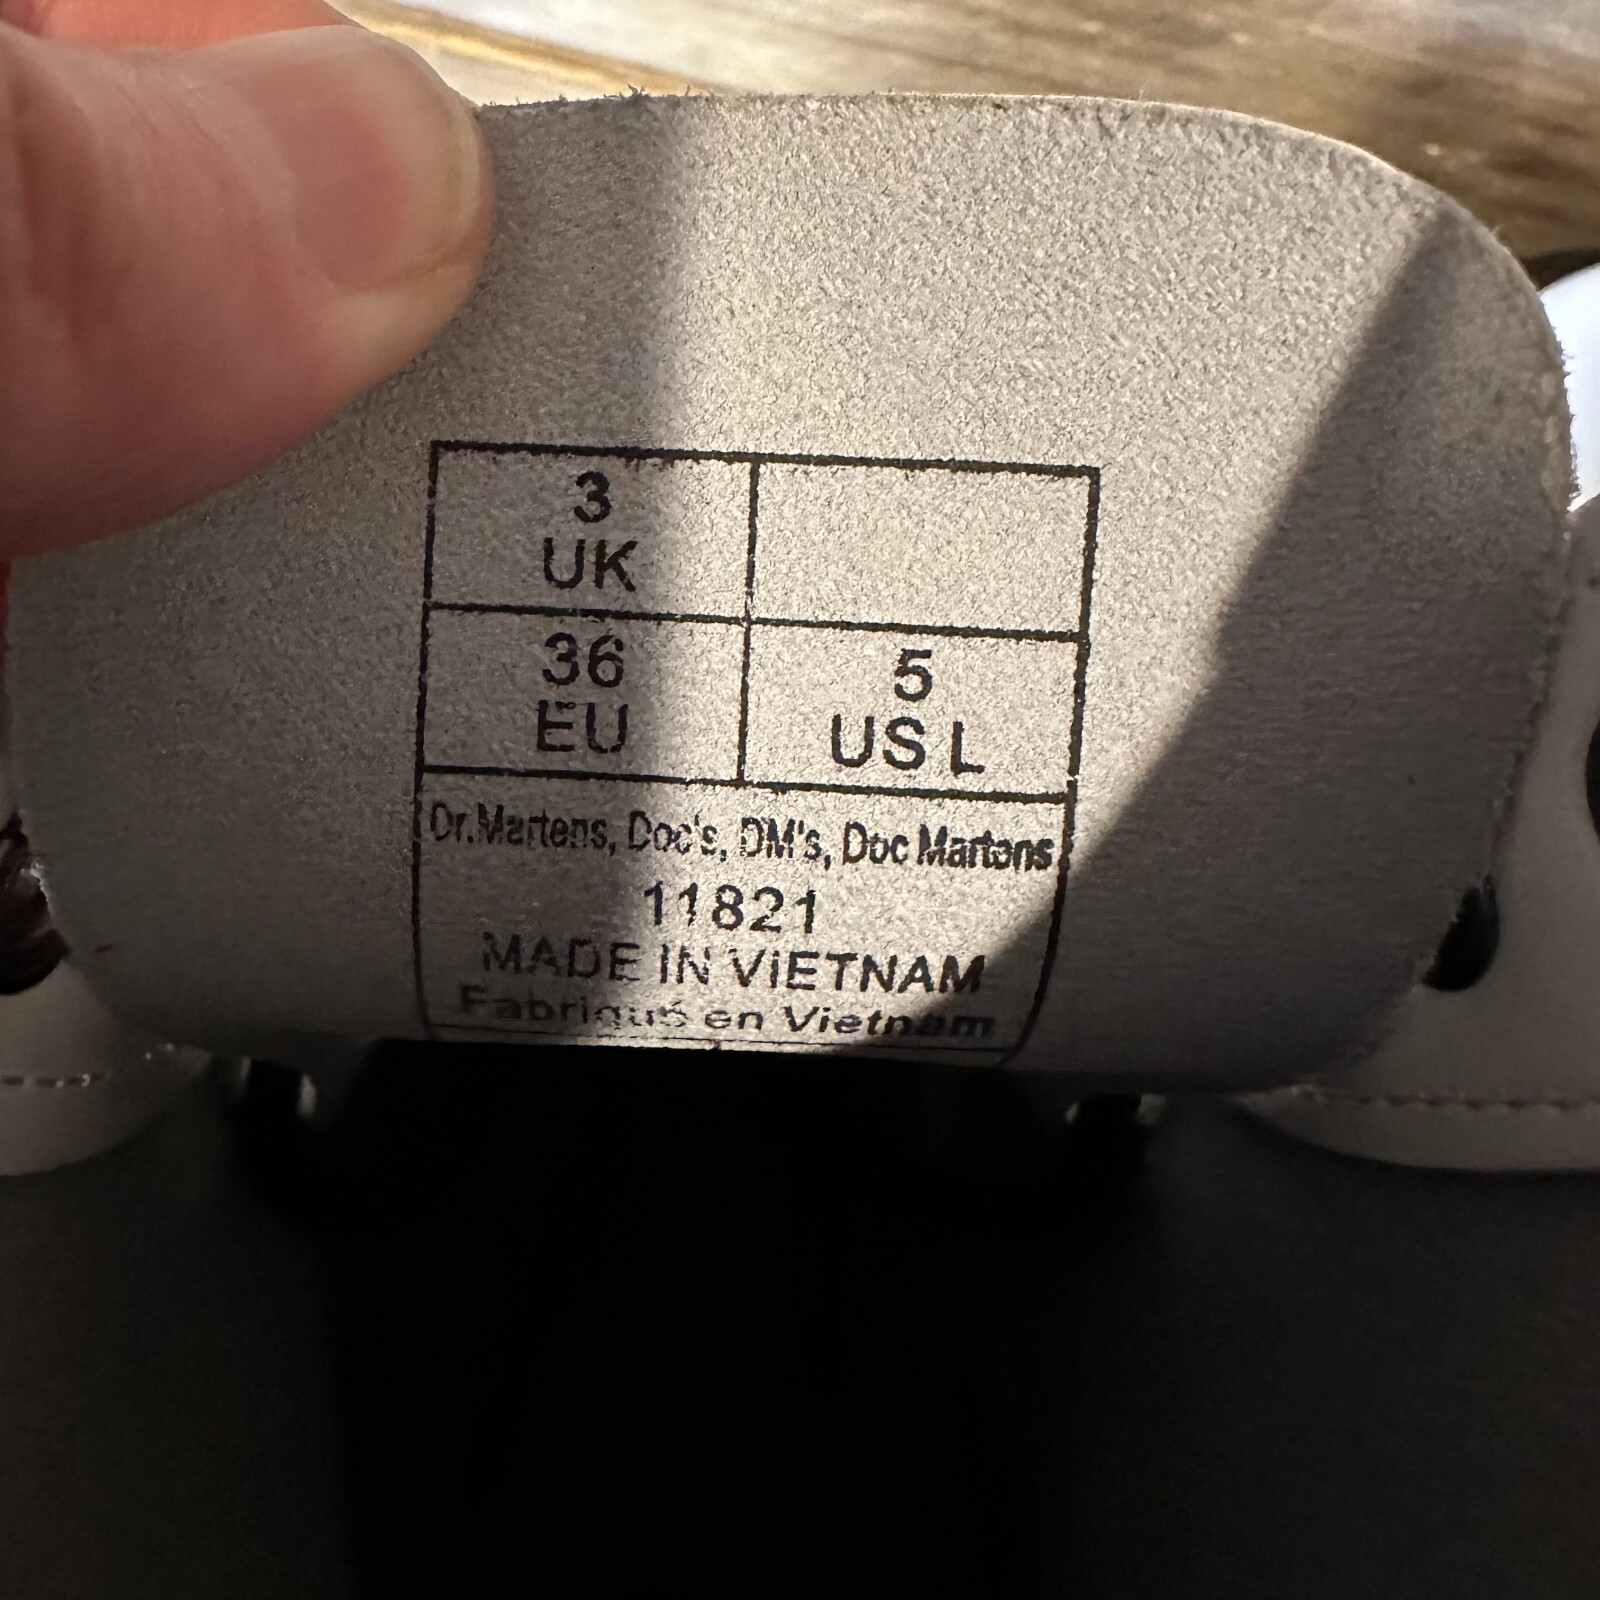 3
UK
36
EU
5
US L
Dr.Martens, Doc's, DM's, Doc Martens
11821
MADE IN VIETNAM
Fabriqué en Vietnam